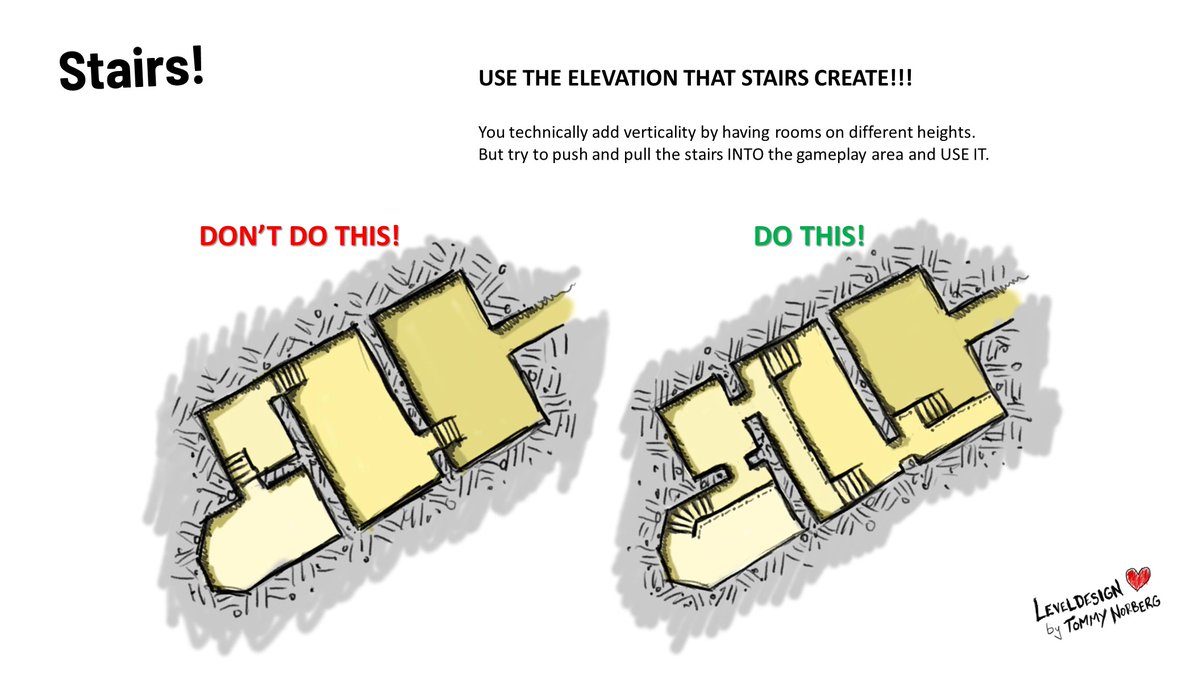 Stairs!
USE THE ELEVATION THAT STAIRS CREATE!!!
You technically add verticality by having rooms on different heights.
But try to push and pull the stairs INTO the gameplay area and USE IT.
DON’T DO THIS!
DO THIS!
LEVELDESIGN
by TOMMY NORBERG